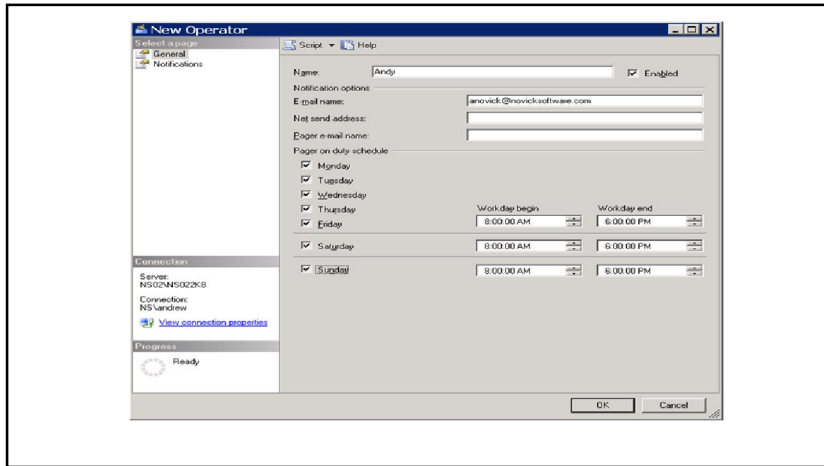 New Operator
Select a page
General
Notifications
Script
Help
Name:
Andy
Enabled
Notification options
E-mail name:
anovick@novicksoftware.com
Net send address:
Pager e-mail name:
Pager on duty schedule
Monday
Tuesday
Wednesday
Thursday
Friday
Workday begin
Workday end
8:00:00 AM
6:00:00 PM
Saturday
8:00:00 AM
6:00:00 PM
Sunday
8:00:00 AM
6:00:00 PM
Connection
Server:
NS02\NS022K8
Connection:
NS\andrew
View connection properties
Progress
Ready
OK
Cancel